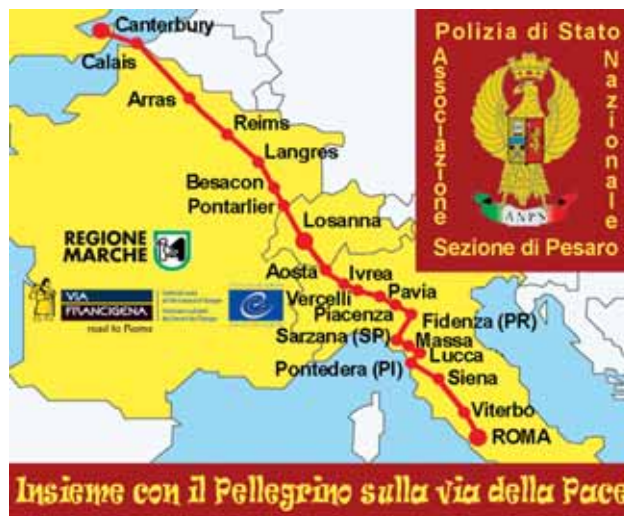 Canterbury
Calais
Arras
Reims
Langres
Besacon
Pontarlier
Losanna
Aosta
Ivrea
Vercelli
Pavia
Piacenza
Fidenza (PR)
Sarzana (SP)
Massa
Lucca
Pontedera (PI)
Siena
Viterbo
ROMA
REGIONE
MARCHE
VIA
FRANCIGENA
road to Rome
Polizia di Stato
Associazione
Nazionale
ANPS
Sezione di Pesaro
Insieme con il Pellegrino sulla via della Pace